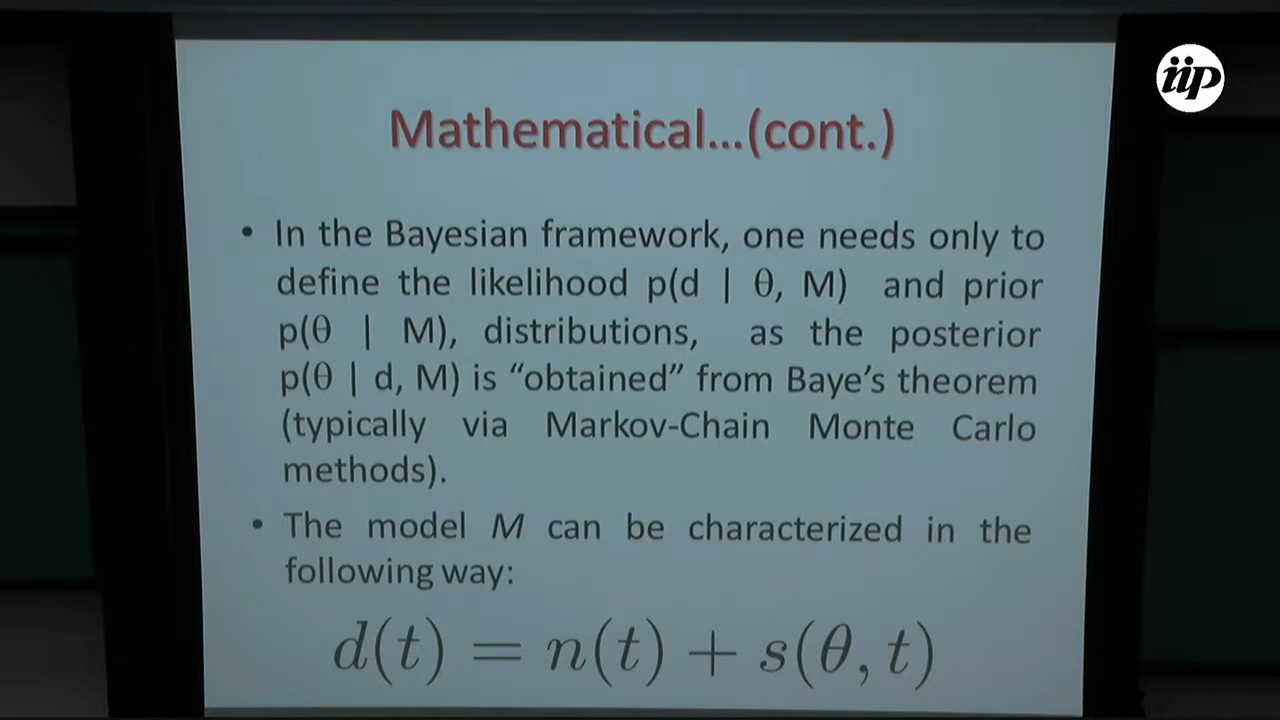 iip
Mathematical...(cont.)
• In the Bayesian framework, one needs only to
define the likelihood p(d | θ, M) and prior
p(θ | M), distributions, as the posterior
p(θ | d, M) is “obtained” from Baye’s theorem
(typically via Markov-Chain Monte Carlo
methods).
• The model M can be characterized in the
following way:
d(t) = n(t) + s(θ, t)